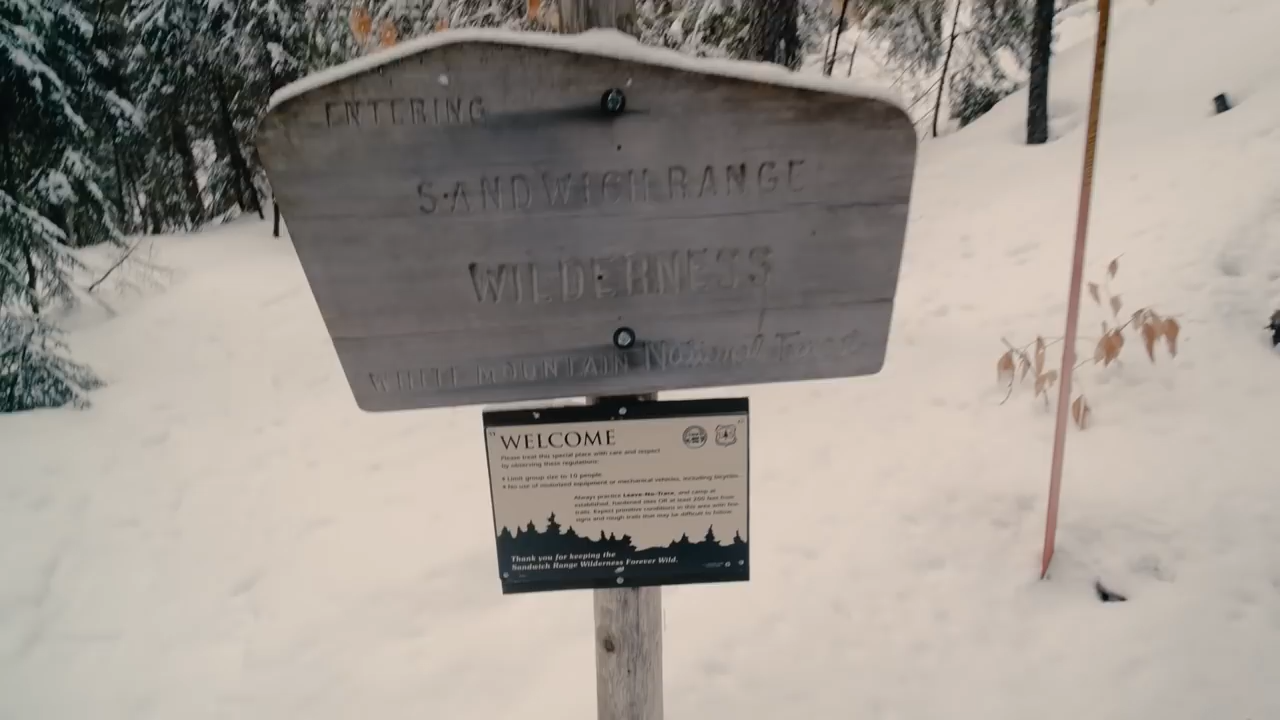 ENTERING
SANDWICH RANGE
WILDERNESS
WHITE MOUNTAIN National Forest
WELCOME
Please treat this special place with care and respect
by observing these regulations:
• Limit group size to 10 people.
• No use of motorized equipment or mechanical vehicles, including bicycles.
Always practice Leave-No-Trace, and camp at
established, hardened sites or at least 200 feet from
trails. Expect primitive conditions in this area with few
signs and rough trails that may be difficult to follow.
Thank you for keeping the
Sandwich Range Wilderness Forever Wild.